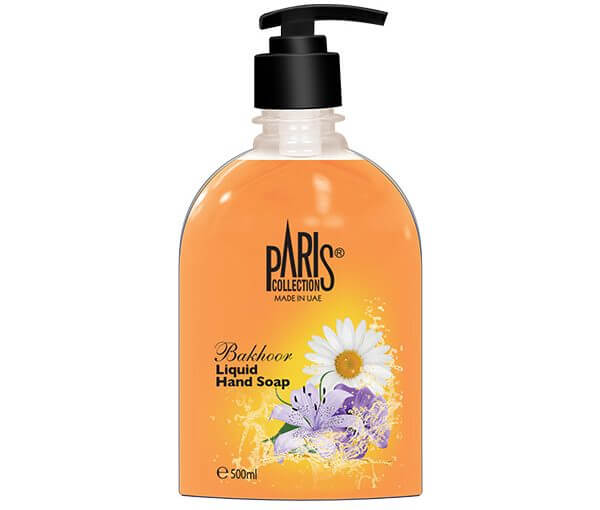 PARIS®
COLLECTION
MADE IN UAE
Bakhoor
Liquid
Hand Soap
℮ 500ml